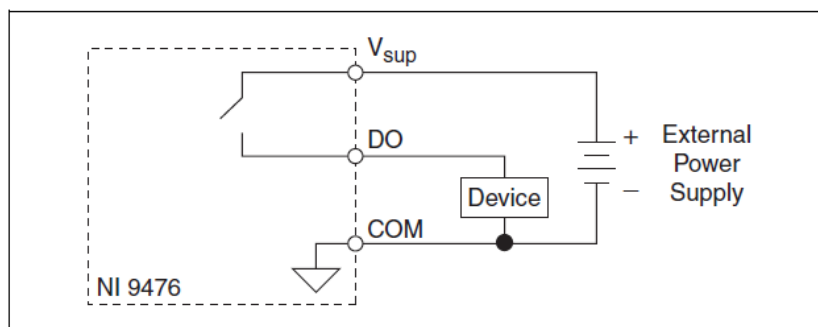 Vsup
DO
COM
NI 9476
Device
+ External
Power
– Supply